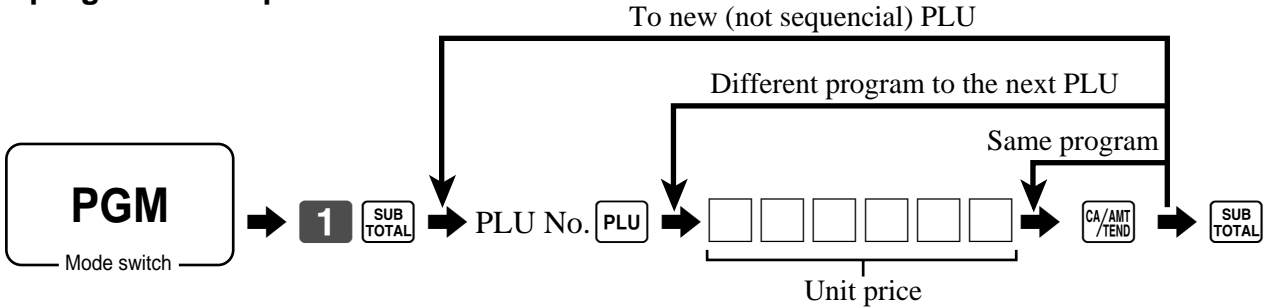 To new (not sequencial) PLU
Different program to the next PLU
Same program
PGM
Mode switch
1 SUB TOTAL PLU No. PLU CA/AMT /TEND SUB TOTAL
Unit price